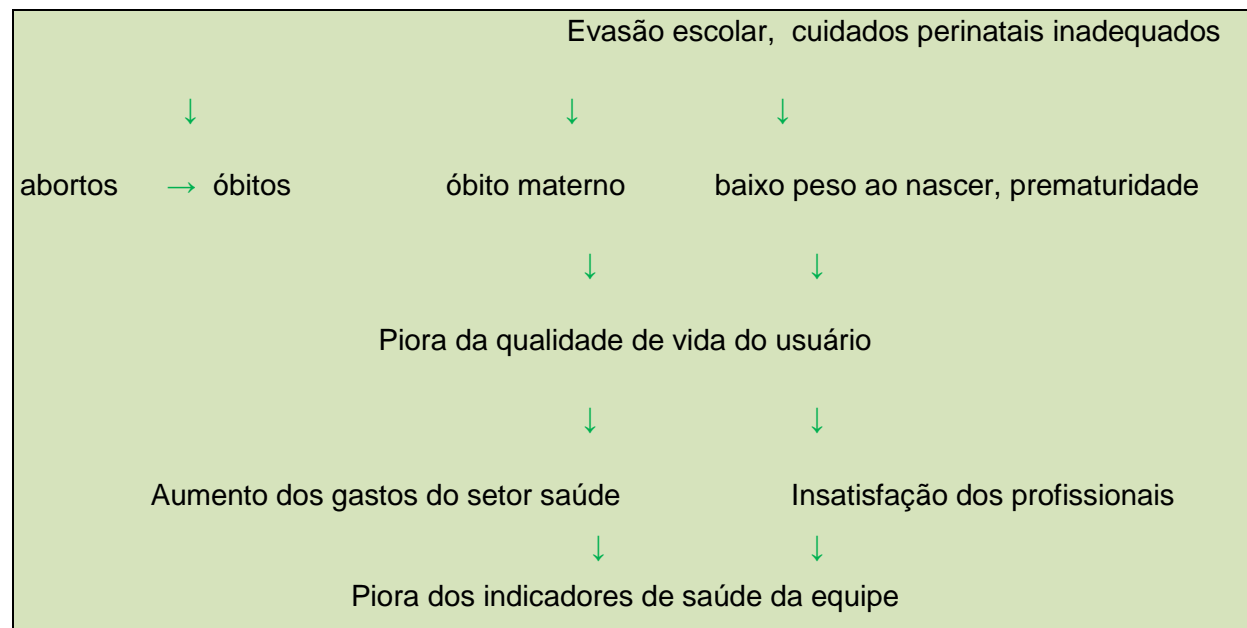 Evasão escolar, cuidados perinatais inadequados
↓ ↓ ↓
abortos → óbitos óbito materno baixo peso ao nascer, prematuridade
↓ ↓
Piora da qualidade de vida do usuário
↓ ↓
Aumento dos gastos do setor saúde Insatisfação dos profissionais
↓ ↓
Piora dos indicadores de saúde da equipe